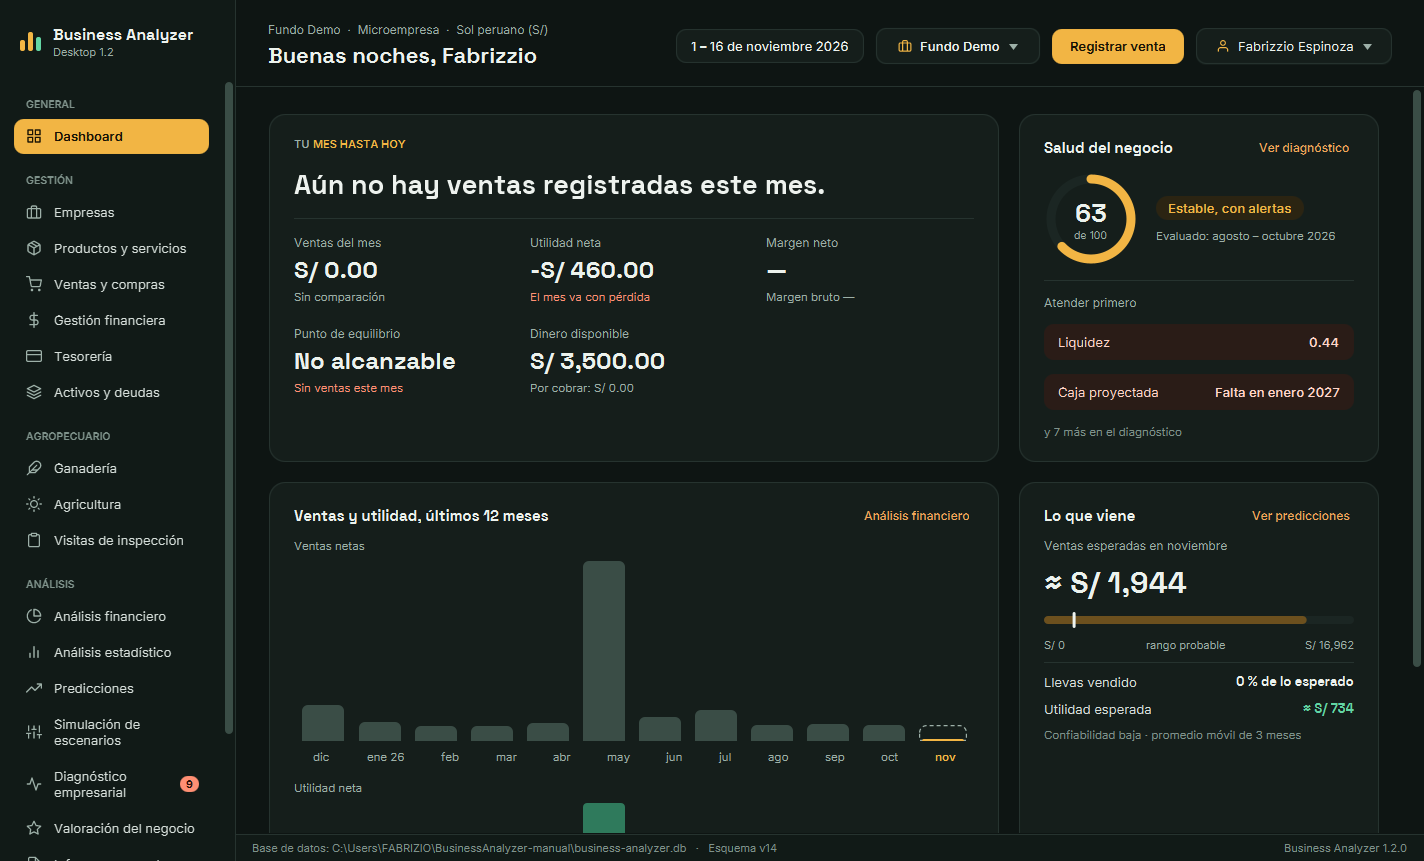 Business Analyzer
Desktop 1.2
GENERAL
Dashboard
GESTIÓN
Empresas
Productos y servicios
Ventas y compras
Gestión financiera
Tesorería
Activos y deudas
AGROPECUARIO
Ganadería
Agricultura
Visitas de inspección
ANÁLISIS
Análisis financiero
Análisis estadístico
Predicciones
Simulación de
escenarios
Diagnóstico
empresarial
9
Valoración del negocio
Fundo Demo · Microempresa · Sol peruano (S/)
Buenas noches, Fabrizzio
1 – 16 de noviembre 2026
Fundo Demo
Registrar venta
Fabrizzio Espinoza
TU MES HASTA HOY
Aún no hay ventas registradas este mes.
Ventas del mes
S/ 0.00
Sin comparación
Utilidad neta
-S/ 460.00
El mes va con pérdida
Margen neto
—
Margen bruto —
Punto de equilibrio
No alcanzable
Sin ventas este mes
Dinero disponible
S/ 3,500.00
Por cobrar: S/ 0.00
Salud del negocio
Ver diagnóstico
63
de 100
Estable, con alertas
Evaluado: agosto – octubre 2026
Atender primero
Liquidez 0.44
Caja proyectada Falta en enero 2027
y 7 más en el diagnóstico
Ventas y utilidad, últimos 12 meses
Análisis financiero
Ventas netas
dic ene 26 feb mar abr may jun jul ago sep oct nov
Utilidad neta
Lo que viene
Ver predicciones
Ventas esperadas en noviembre
≈ S/ 1,944
S/ 0 rango probable S/ 16,962
Llevas vendido 0 % de lo esperado
Utilidad esperada ≈ S/ 734
Confiabilidad baja · promedio móvil de 3 meses
Base de datos: C:\Users\FABRIZIO\BusinessAnalyzer-manual\business-analyzer.db · Esquema v14
Business Analyzer 1.2.0